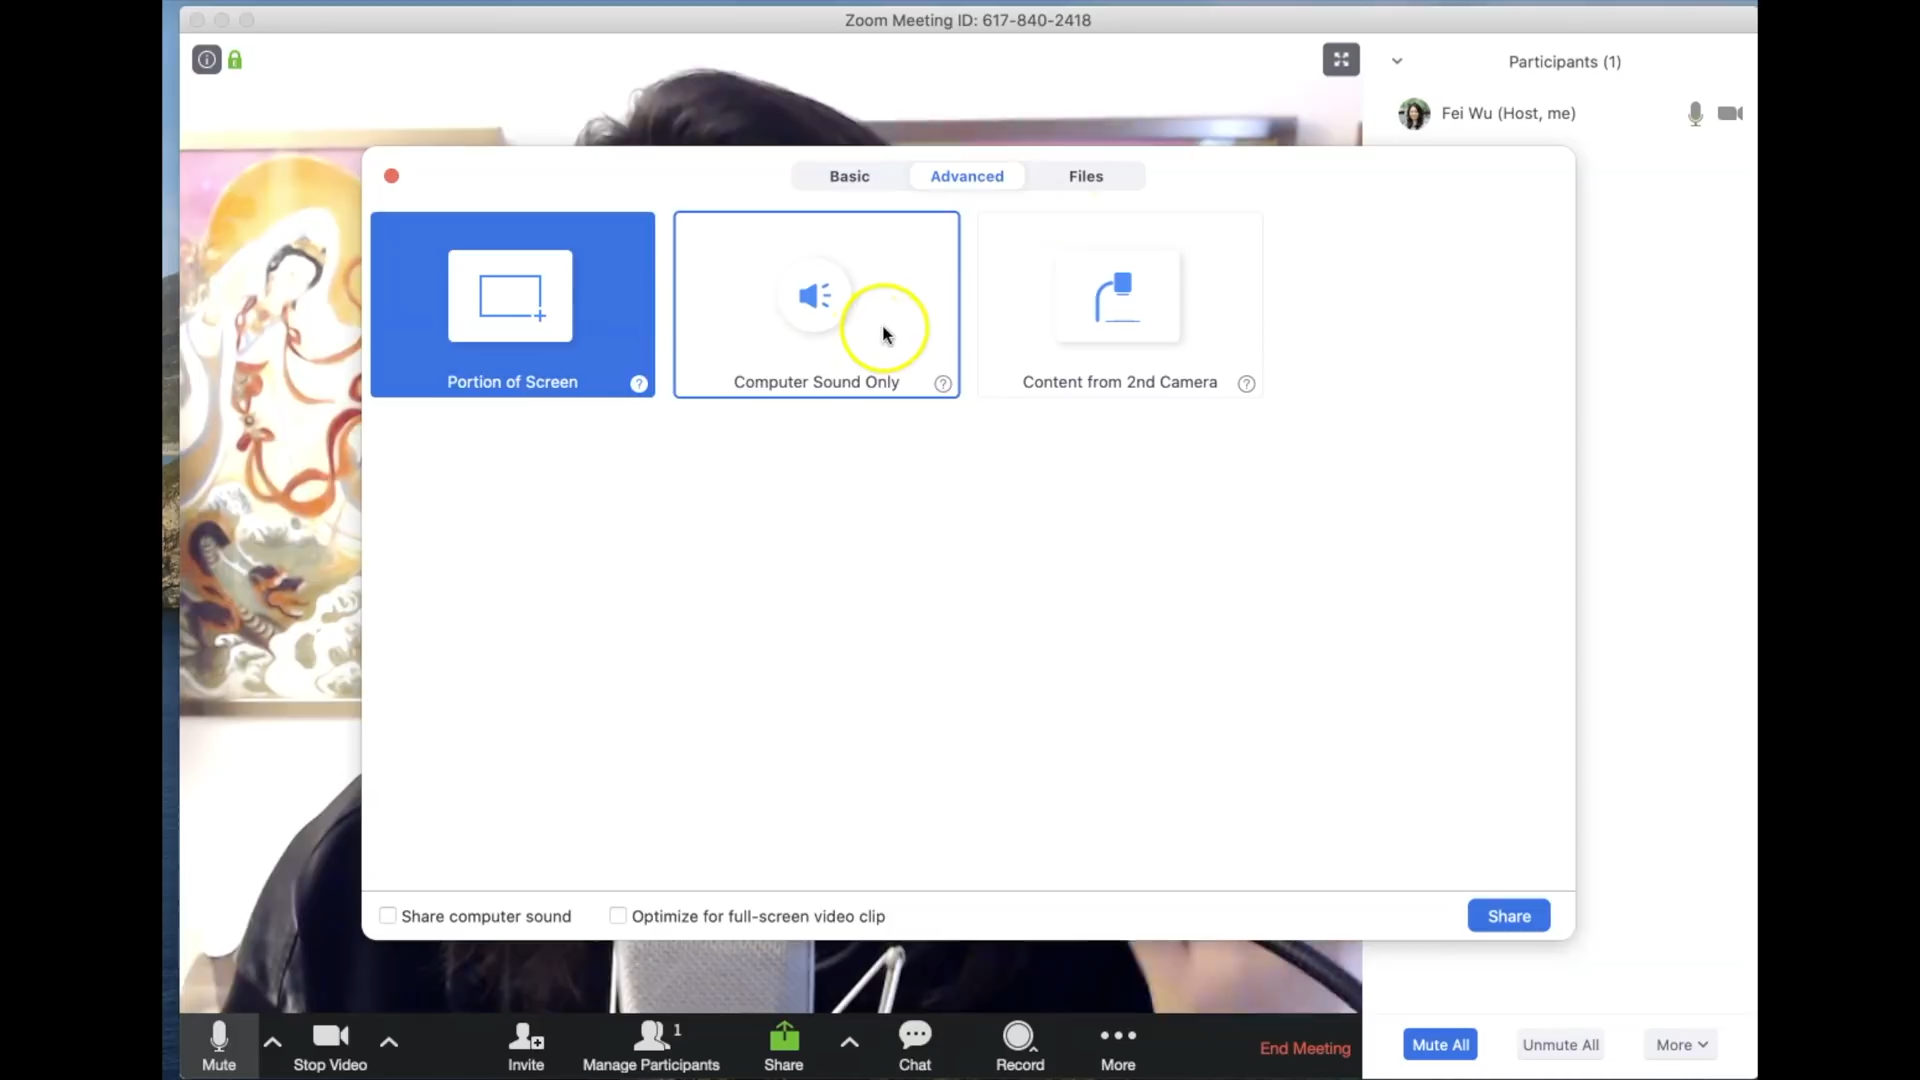 Zoom Meeting ID: 617-840-2418
Participants (1)
Fei Wu (Host, me)
Basic
Advanced
Files
Portion of Screen
?
Computer Sound Only
?
Content from 2nd Camera
?
Share computer sound
Optimize for full-screen video clip
Share
Mute
Stop Video
Invite
1
Manage Participants
Share
Chat
Record
More
End Meeting
Mute All
Unmute All
More